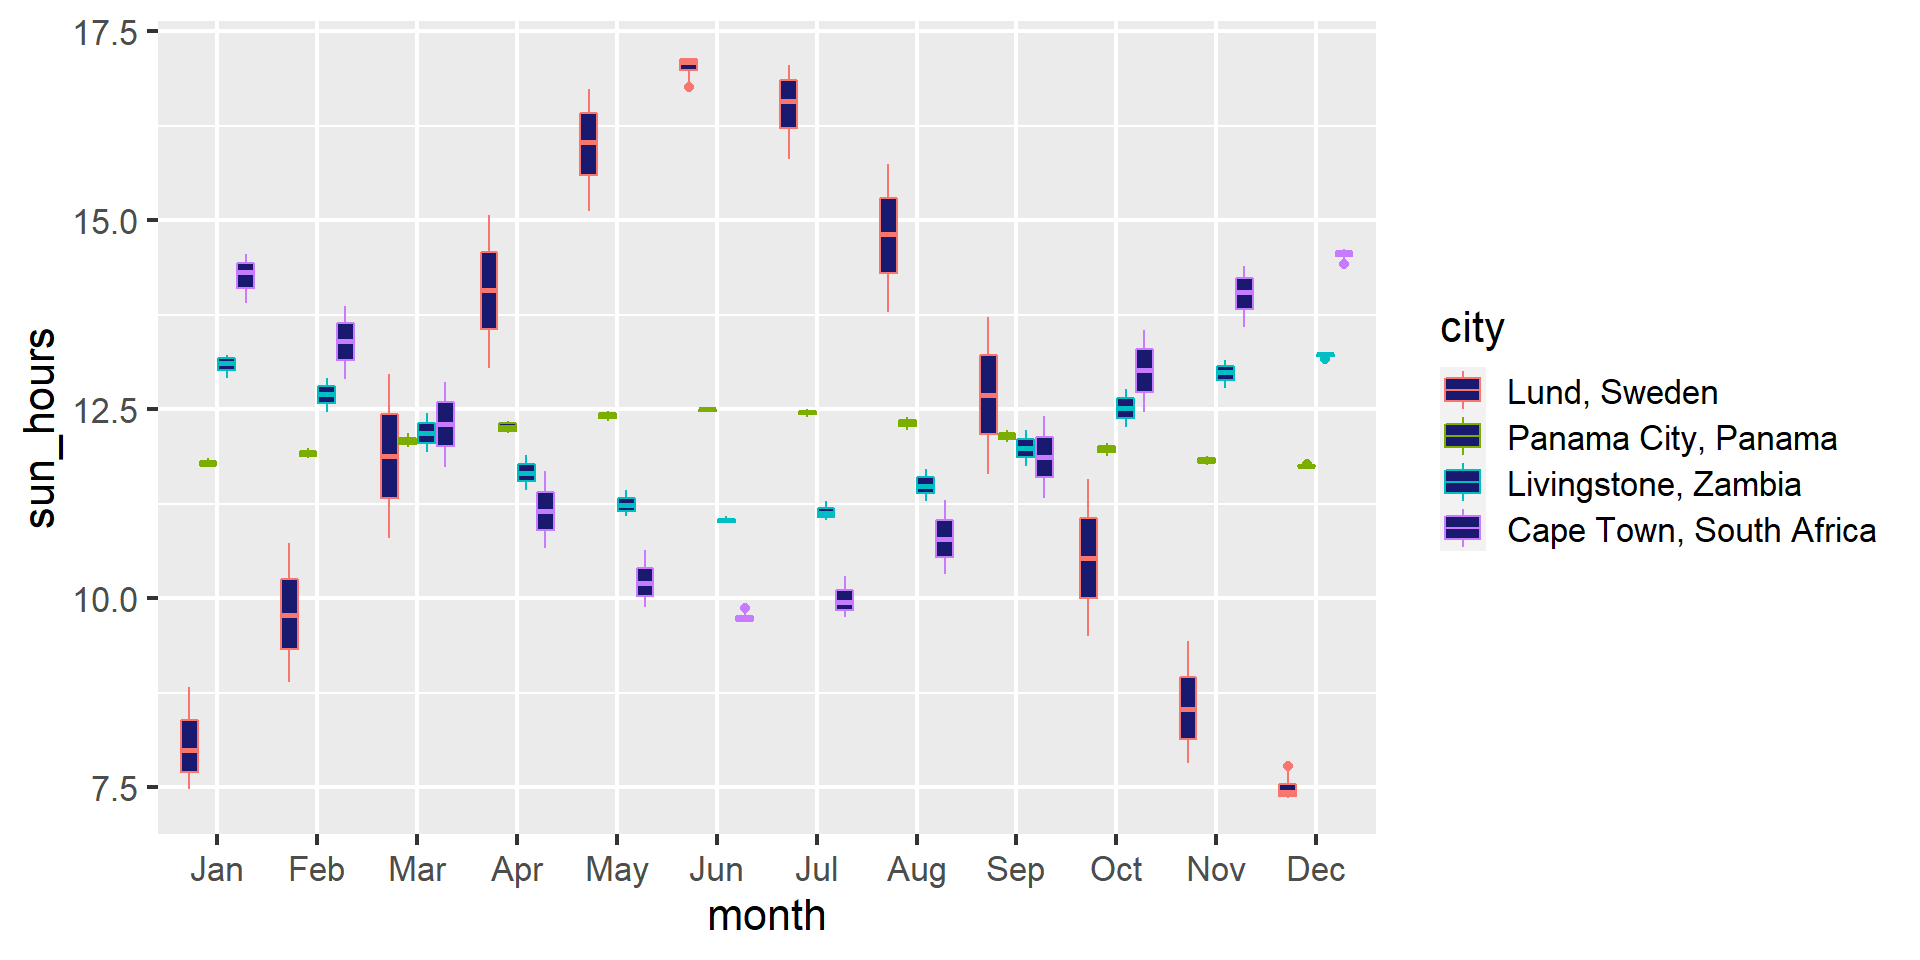 17.5
15.0
12.5
10.0
7.5
sun_hours
Jan Feb Mar Apr May Jun Jul Aug Sep Oct Nov Dec
month
city
Lund, Sweden
Panama City, Panama
Livingstone, Zambia
Cape Town, South Africa